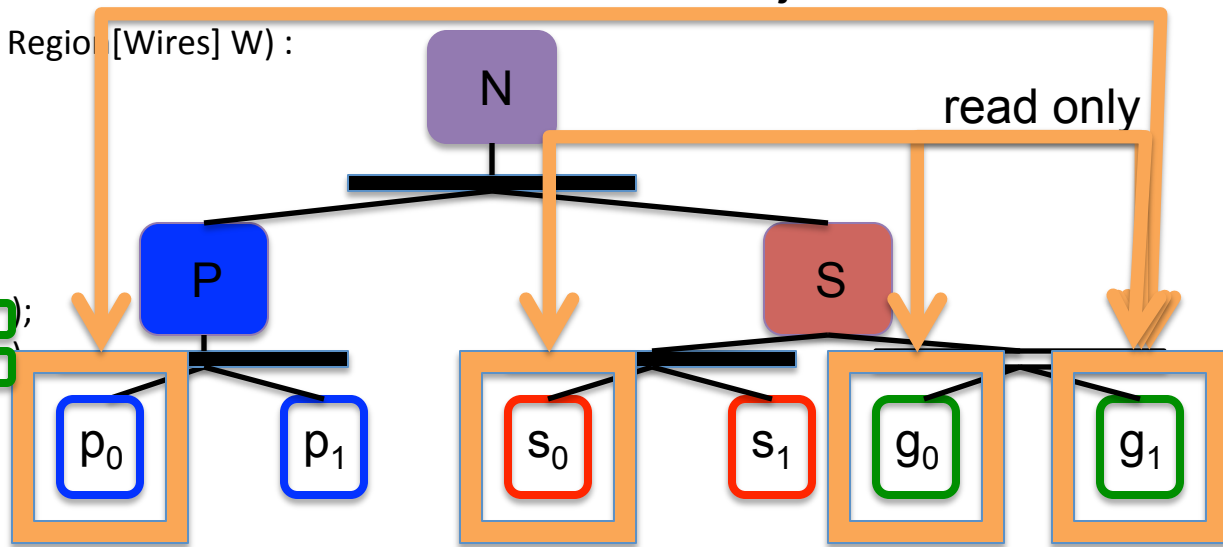 Region[Wires] W) :
N
read only
P
S
);
p₀
p₁
s₀
s₁
g₀
g₁